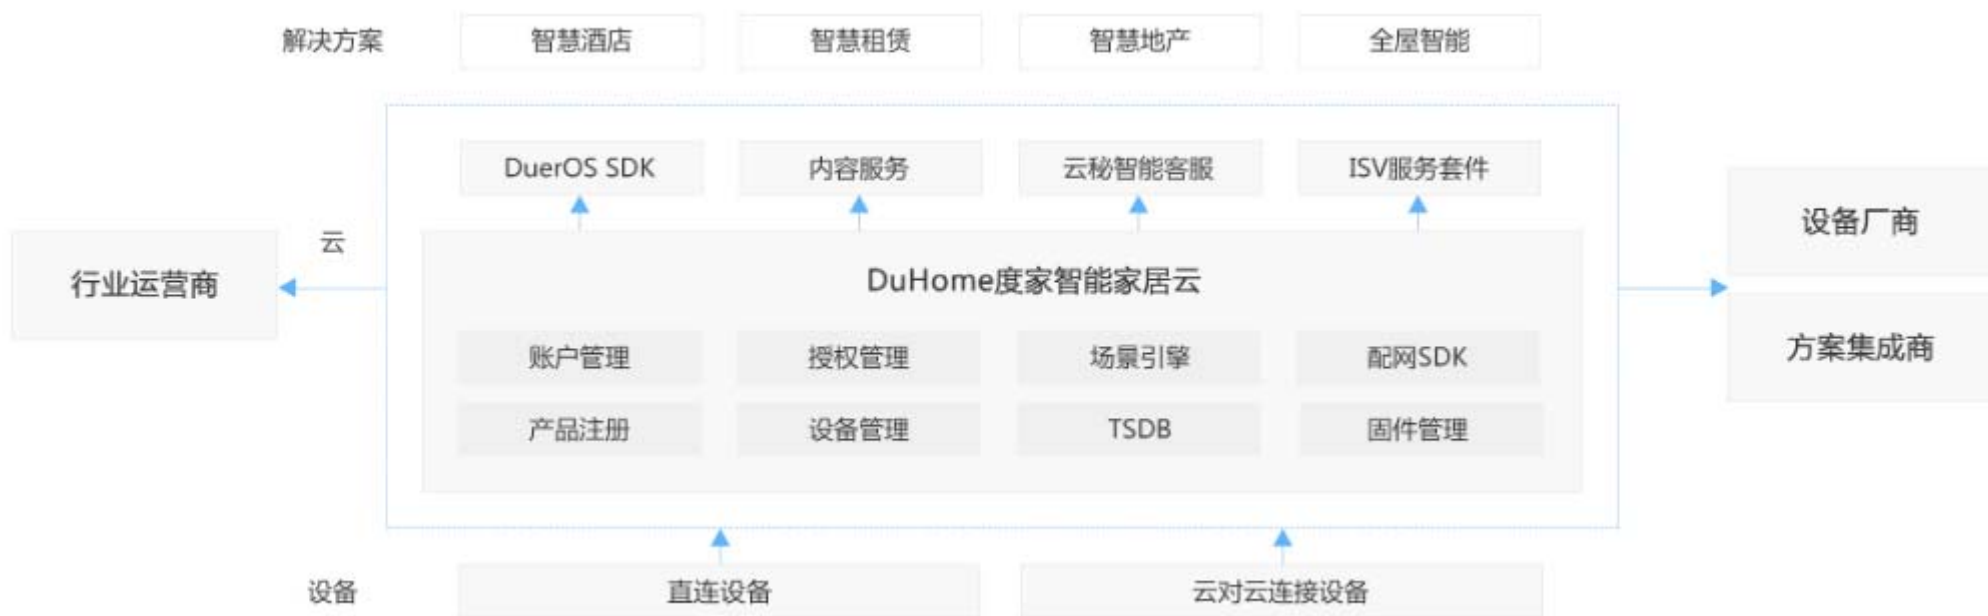 解决方案
智慧酒店
智慧租赁
智慧地产
全屋智能
DuerOS SDK
内容服务
云秘智能客服
ISV服务套件
云
行业运营商
设备厂商
方案集成商
DuHome度家智能家居云
账户管理
授权管理
场景引擎
配网SDK
产品注册
设备管理
TSDB
固件管理
设备
直连设备
云对云连接设备